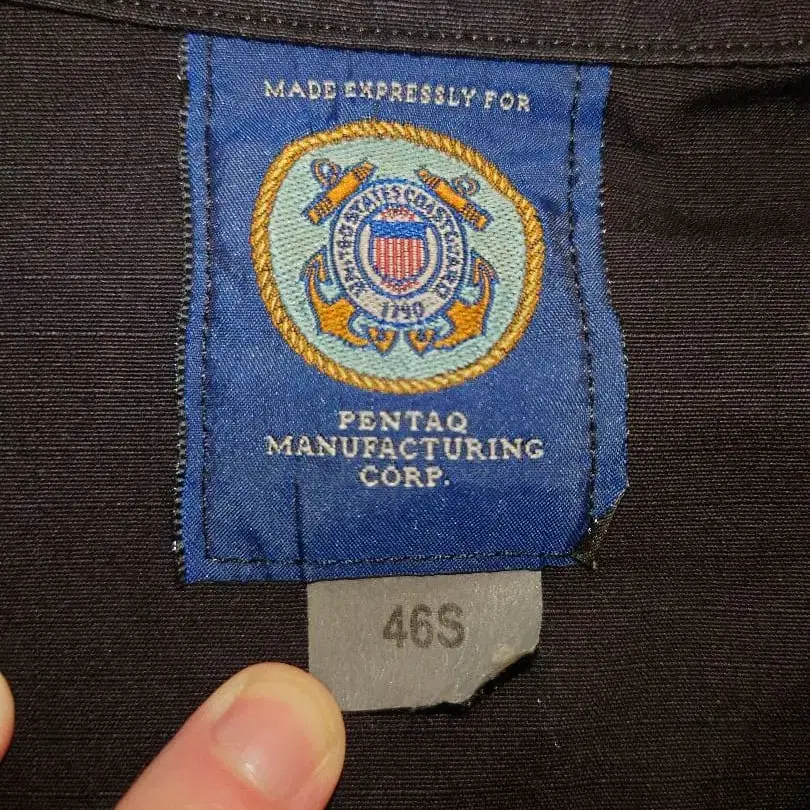 MADE EXPRESSLY FOR
UNITED STATES COAST GUARD
1790
PENTAQ
MANUFACTURING
CORP.
46S